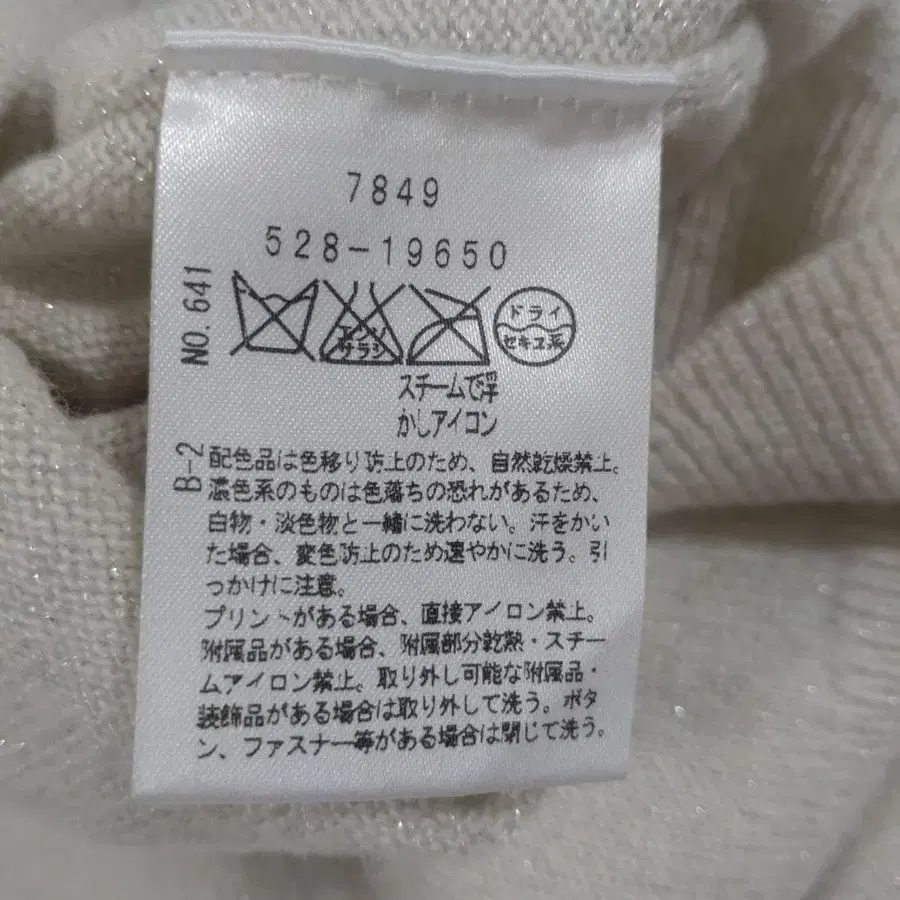 7849
528-19650
NO. 641
エンソ
サラシ
ドライ
セキユ系
スチームで浮
かしアイロン
B-2
配色品は色移り防止のため、自然乾燥禁止。
濃色系のものは色落ちの恐れがあるため、
白物・淡色物と一緒に洗わない。汗をかい
た場合、変色防止のため速やかに洗う。引
っかけに注意。
プリントがある場合、直接アイロン禁止。
附属品がある場合、附属部分乾熱・スチー
ムアイロン禁止。取り外し可能な附属品・
装飾品がある場合は取り外して洗う。ボタ
ン、ファスナー等がある場合は閉じて洗う。